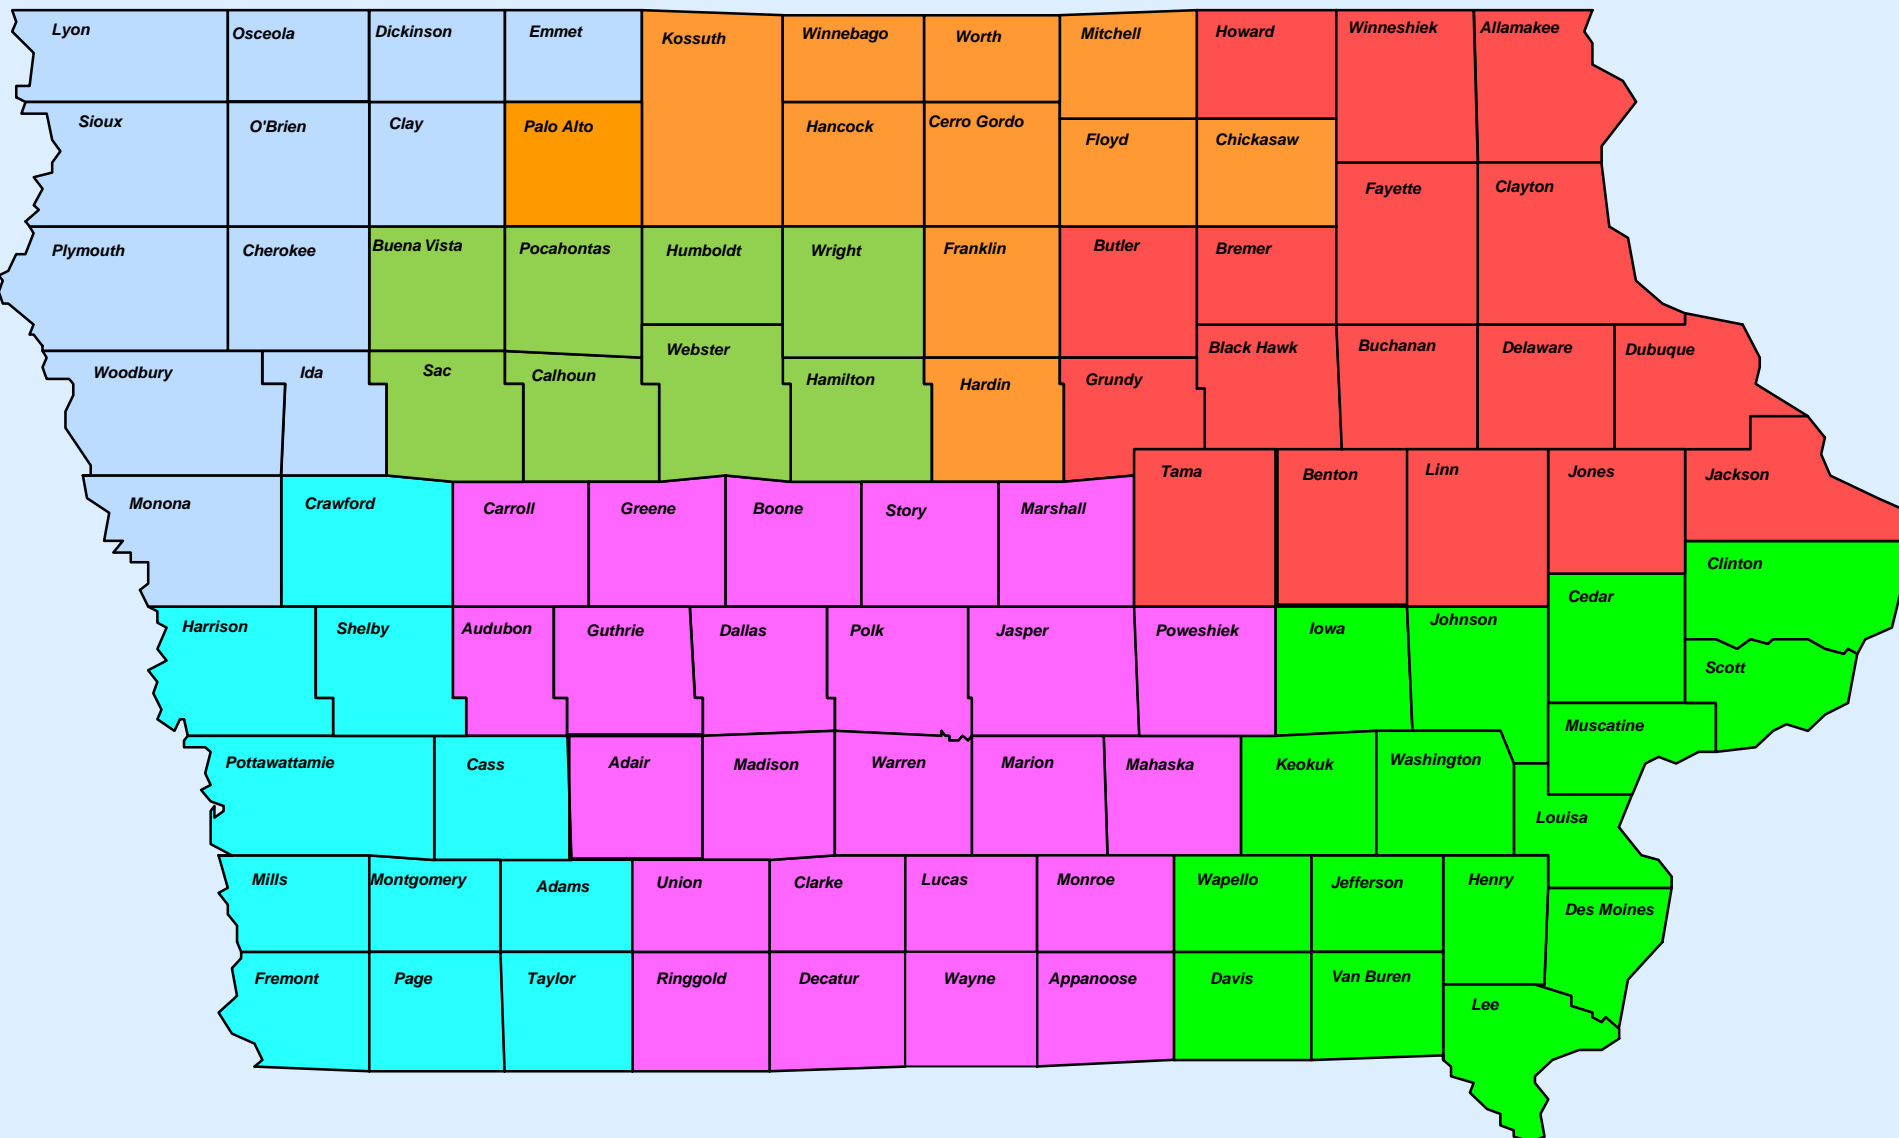 Lyon
Osceola
Dickinson
Emmet
Kossuth
Winnebago
Worth
Mitchell
Howard
Winneshiek
Allamakee
Sioux
O'Brien
Clay
Palo Alto
Hancock
Cerro Gordo
Floyd
Chickasaw
Fayette
Clayton
Plymouth
Cherokee
Buena Vista
Pocahontas
Humboldt
Wright
Franklin
Butler
Bremer
Woodbury
Ida
Sac
Calhoun
Webster
Hamilton
Hardin
Grundy
Black Hawk
Buchanan
Delaware
Dubuque
Monona
Crawford
Carroll
Greene
Boone
Story
Marshall
Tama
Benton
Linn
Jones
Jackson
Clinton
Cedar
Harrison
Shelby
Audubon
Guthrie
Dallas
Polk
Jasper
Poweshiek
Iowa
Johnson
Scott
Muscatine
Pottawattamie
Cass
Adair
Madison
Warren
Marion
Mahaska
Keokuk
Washington
Louisa
Mills
Montgomery
Adams
Union
Clarke
Lucas
Monroe
Wapello
Jefferson
Henry
Des Moines
Fremont
Page
Taylor
Ringgold
Decatur
Wayne
Appanoose
Davis
Van Buren
Lee